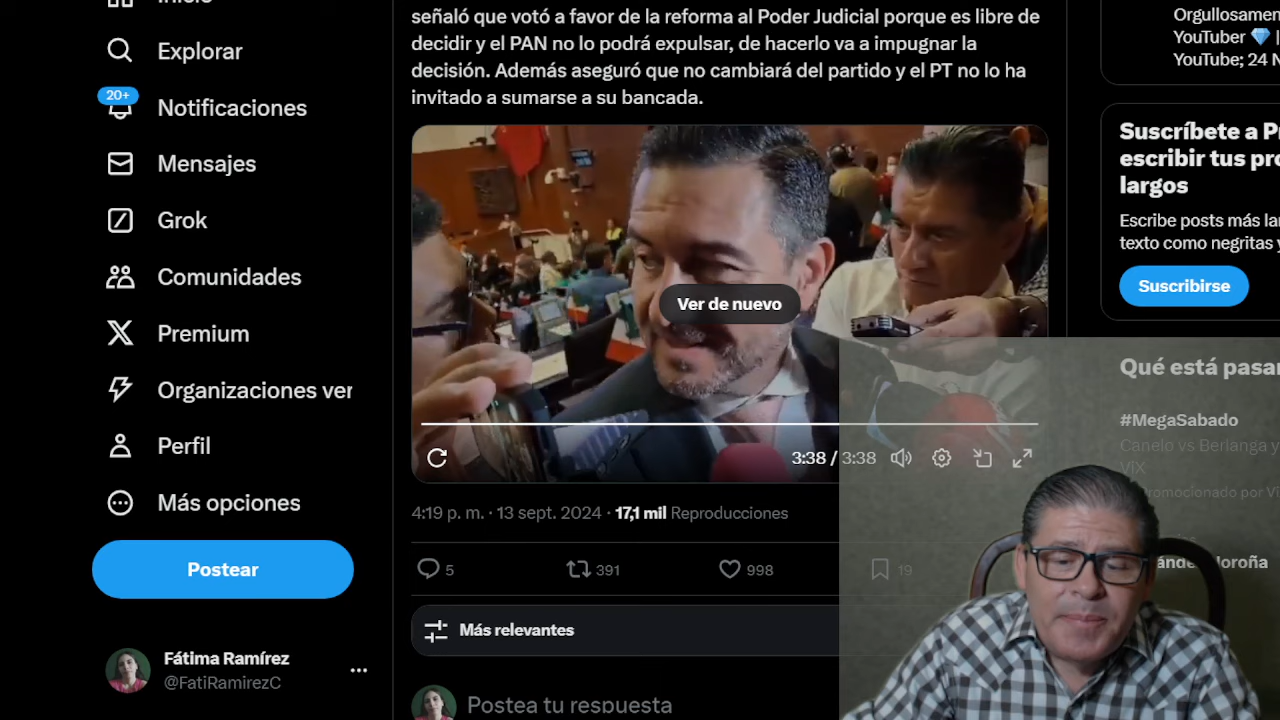 Inicio
Explorar
20+
Notificaciones
Mensajes
Grok
Comunidades
Premium
Organizaciones ver
Perfil
Más opciones
Postear
Fátima Ramírez
@FatiRamirezC
señaló que votó a favor de la reforma al Poder Judicial porque es libre de
decidir y el PAN no lo podrá expulsar, de hacerlo va a impugnar la
decisión. Además aseguró que no cambiará del partido y el PT no lo ha
invitado a sumarse a su bancada.
Ver de nuevo
3:38 / 3:38
4:19 p. m. · 13 sept. 2024 · 17,1 mil Reproducciones
5 391 998 19
Más relevantes
Postea tu respuesta
Orgullosamen
YouTuber 💎 |
YouTube; 24 N
Suscríbete a P
escribir tus pro
largos
Escribe posts más la
texto como negritas y
Suscribirse
Qué está pasan
#MegaSabado
Canelo vs Berlanga y
ViX
Promocionado por Vi